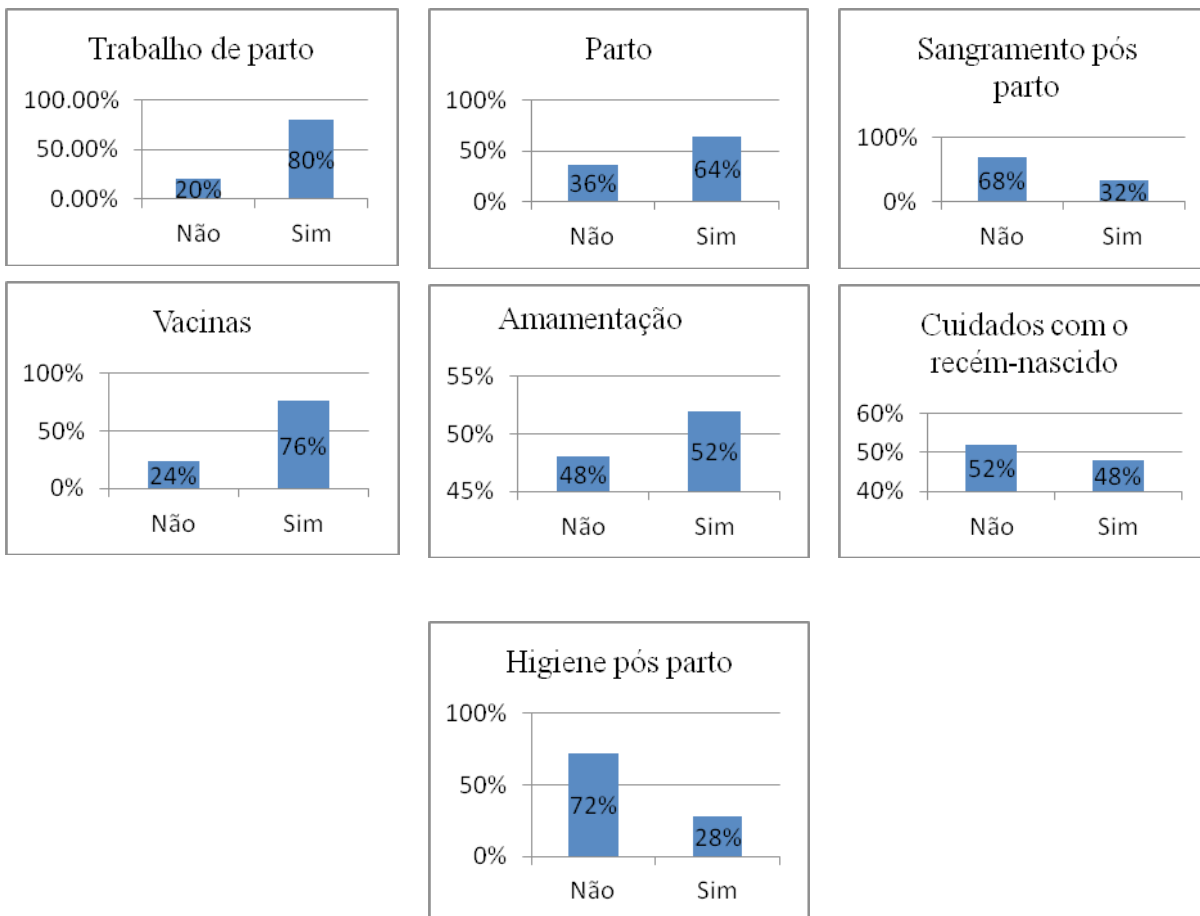 Trabalho de parto
100.00%
50.00%
0.00%
20%
80%
Não Sim
Parto
100%
50%
0%
36%
64%
Não Sim
Sangramento pós
parto
100%
0%
68%
32%
Não Sim
Vacinas
100%
50%
0%
24%
76%
Não Sim
Amamentação
55%
50%
45%
48%
52%
Não Sim
Cuidados com o
recém-nascido
60%
50%
40%
52%
48%
Não Sim
Higiene pós parto
100%
50%
0%
72%
28%
Não Sim